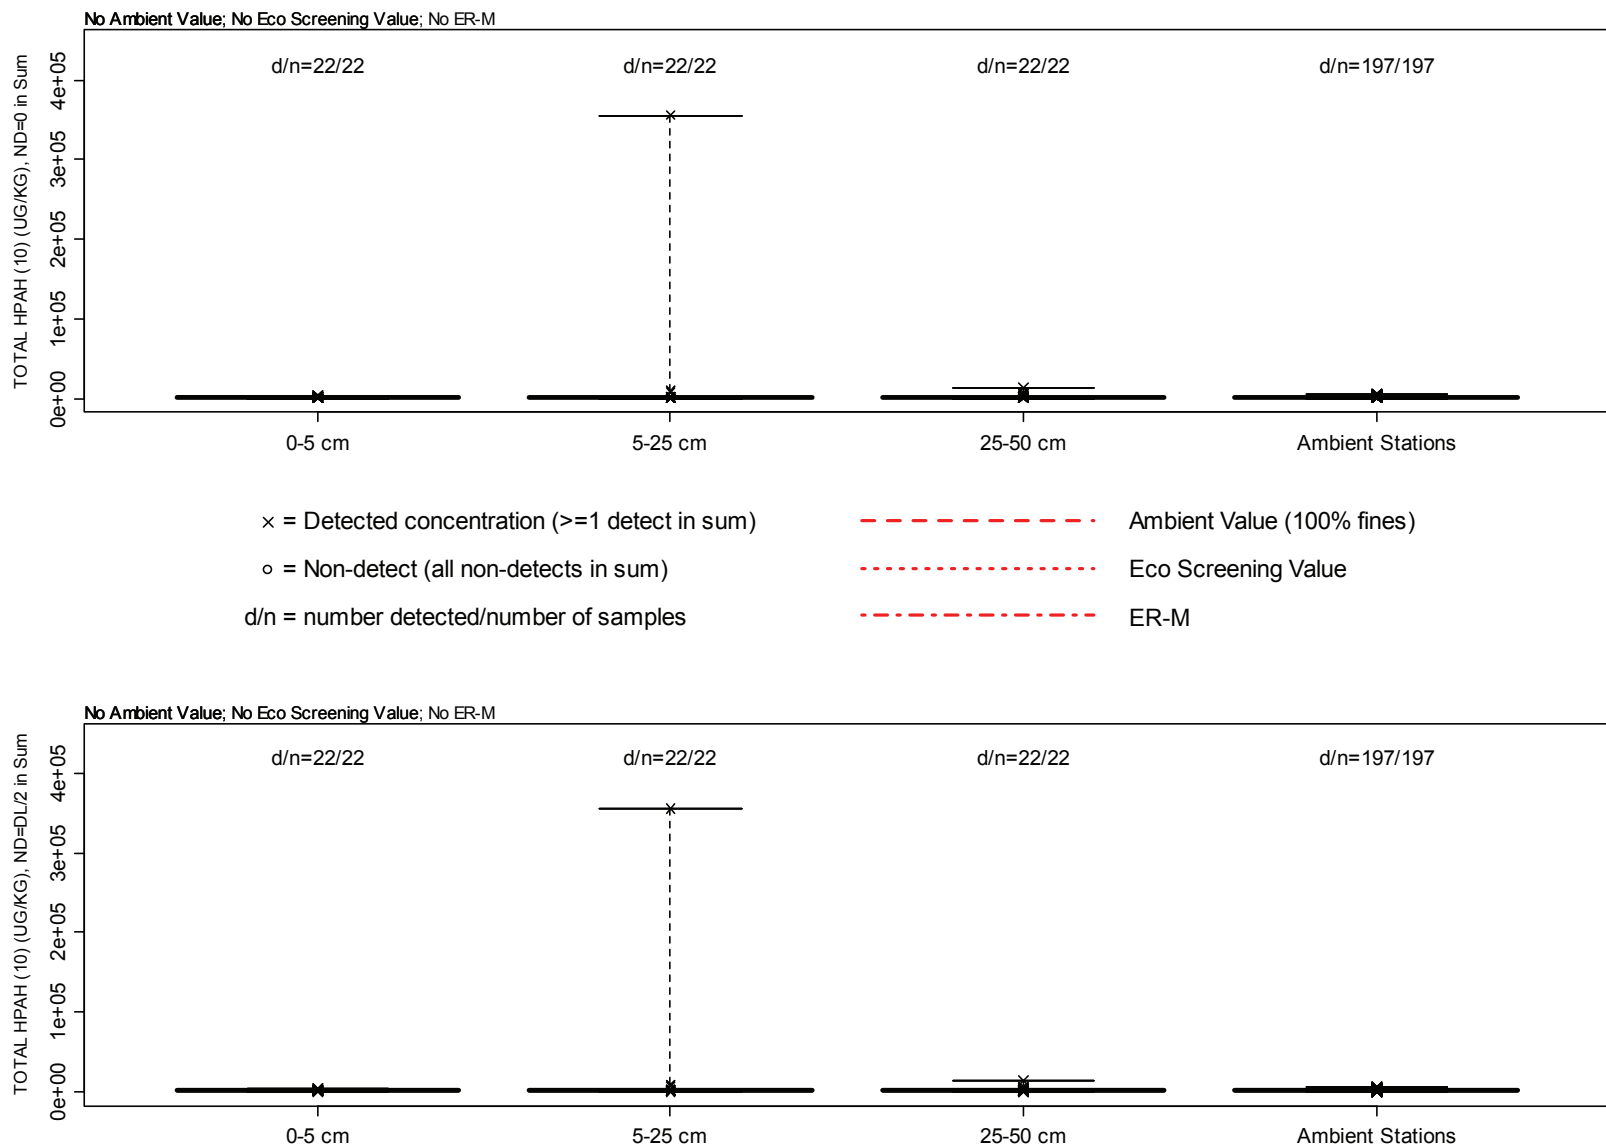 No Ambient Value; No Eco Screening Value; No ER-M
TOTAL HPAH (10) (UG/KG), ND=0 in Sum
4e+05
3e+05
2e+05
1e+05
0e+00
d/n=22/22
d/n=22/22
d/n=22/22
d/n=197/197
0-5 cm
5-25 cm
25-50 cm
Ambient Stations
× = Detected concentration (>=1 detect in sum)
o = Non-detect (all non-detects in sum)
d/n = number detected/number of samples
Ambient Value (100% fines)
Eco Screening Value
ER-M
No Ambient Value; No Eco Screening Value; No ER-M
TOTAL HPAH (10) (UG/KG), ND=DL/2 in Sum
4e+05
3e+05
2e+05
1e+05
0e+00
d/n=22/22
d/n=22/22
d/n=22/22
d/n=197/197
0-5 cm
5-25 cm
25-50 cm
Ambient Stations